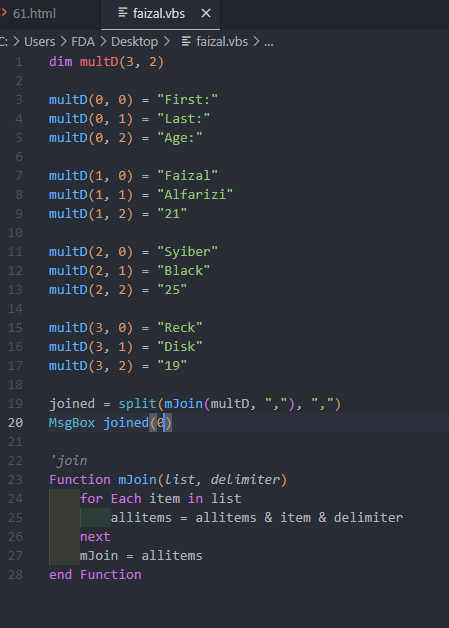 61.html faizal.vbs
C: > Users > FDA > Desktop > faizal.vbs > ...
1 dim multD(3, 2)
2
3 multD(0, 0) = "First:"
4 multD(0, 1) = "Last:"
5 multD(0, 2) = "Age:"
6
7 multD(1, 0) = "Faizal"
8 multD(1, 1) = "Alfarizi"
9 multD(1, 2) = "21"
10
11 multD(2, 0) = "Syiber"
12 multD(2, 1) = "Black"
13 multD(2, 2) = "25"
14
15 multD(3, 0) = "Reck"
16 multD(3, 1) = "Disk"
17 multD(3, 2) = "19"
18
19 joined = split(mJoin(multD, ","), ",")
20 MsgBox joined(0)
21
22 'join
23 Function mJoin(list, delimiter)
24 for Each item in list
25 allitems = allitems & item & delimiter
26 next
27 mJoin = allitems
28 end Function